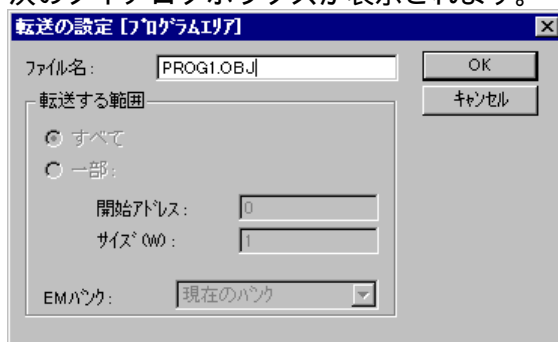 次のダイアログボックスが表示されます。
転送の設定 [ﾌﾟﾛｸﾞﾗﾑｴﾘｱ]
ﾌｧｲﾙ名: PROG1.OBJ OK
転送する範囲 ｷｬﾝｾﾙ
すべて
一部:
開始ｱﾄﾞﾚｽ: 0
ｻｲｽﾞ(W): 1
EMﾊﾞﾝｸ: 現在のﾊﾞﾝｸ